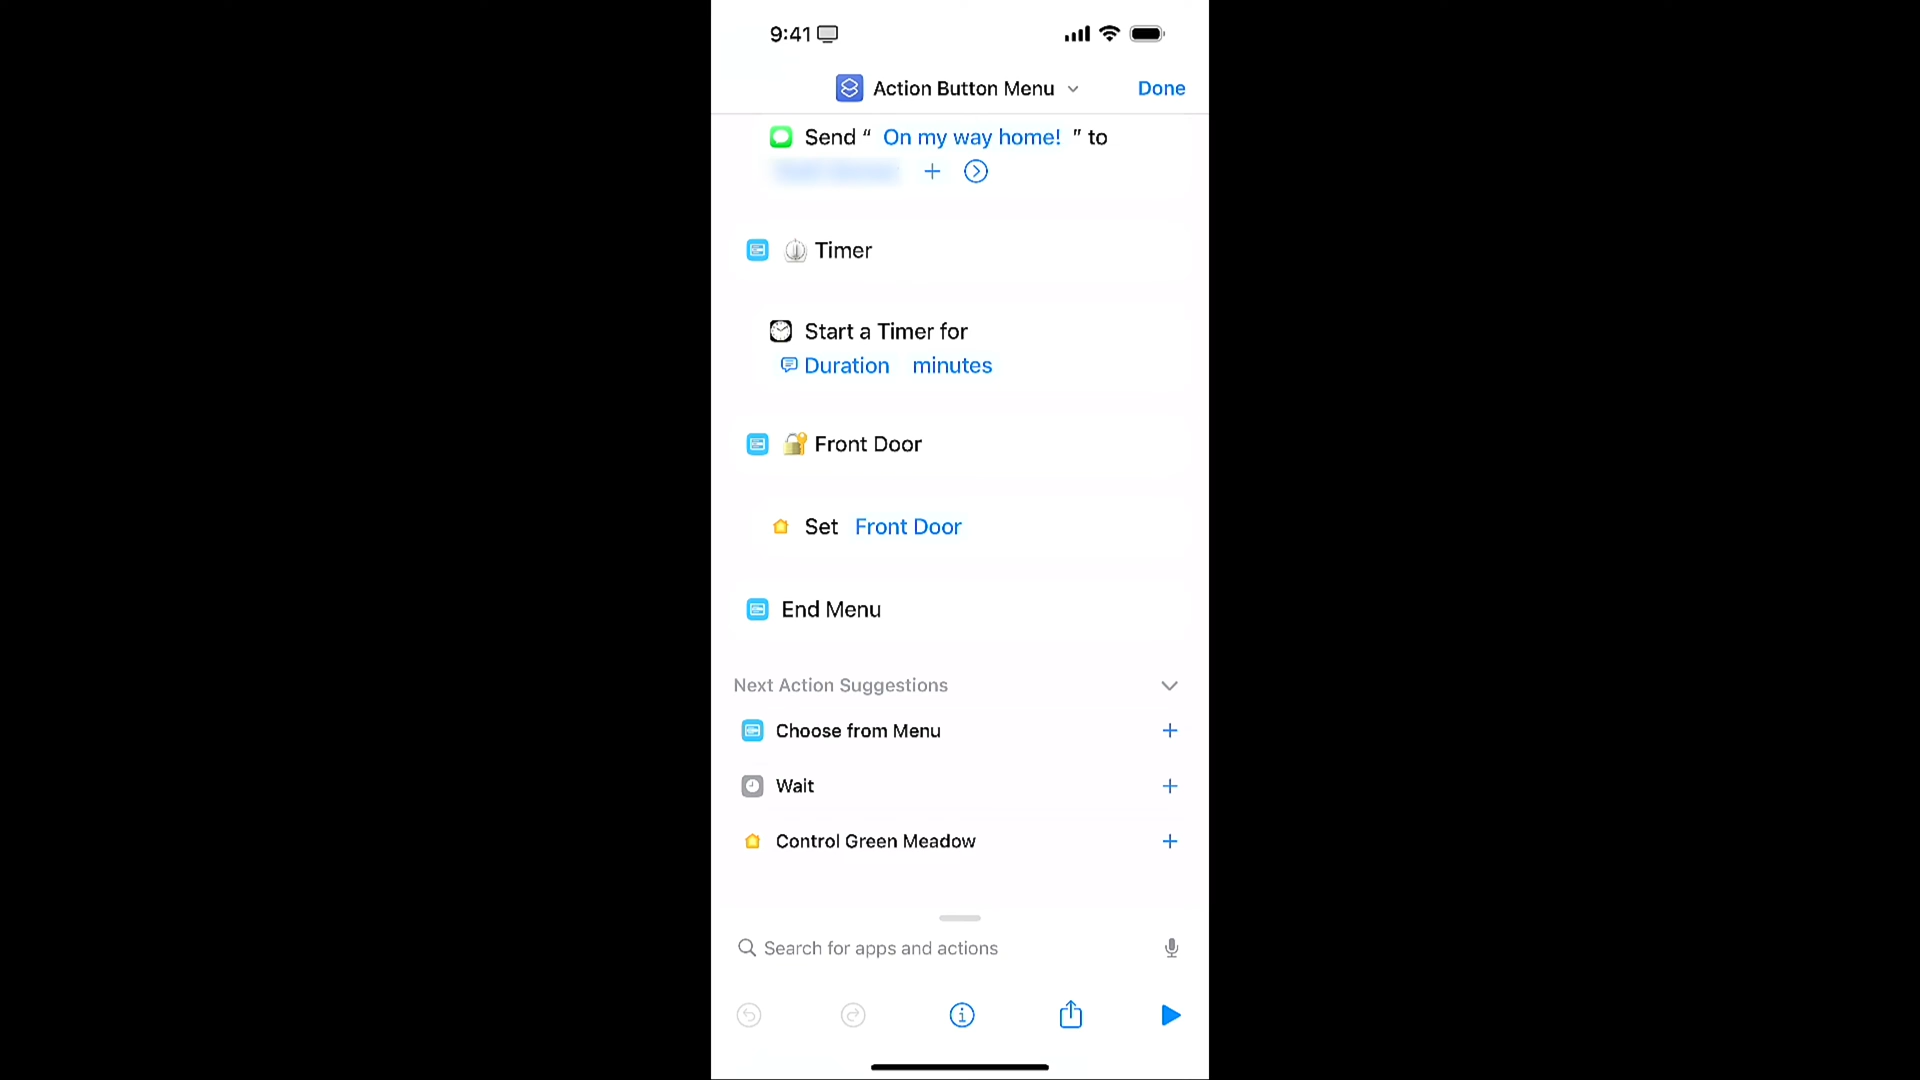 9:41
Action Button Menu
Done
Send “ On my way home! ” to
Timer
Start a Timer for
Duration minutes
Front Door
Set Front Door
End Menu
Next Action Suggestions
Choose from Menu
Wait
Control Green Meadow
Search for apps and actions